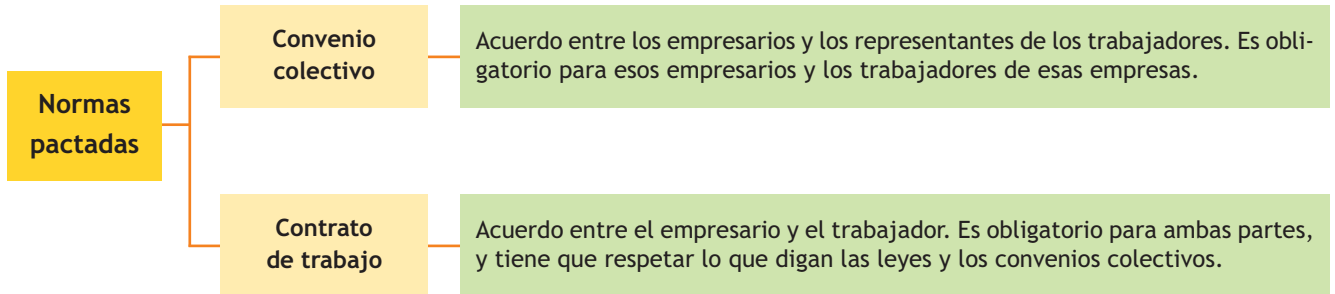 Normas
pactadas
Convenio
colectivo
Acuerdo entre los empresarios y los representantes de los trabajadores. Es obli-
gatorio para esos empresarios y los trabajadores de esas empresas.
Contrato
de trabajo
Acuerdo entre el empresario y el trabajador. Es obligatorio para ambas partes,
y tiene que respetar lo que digan las leyes y los convenios colectivos.